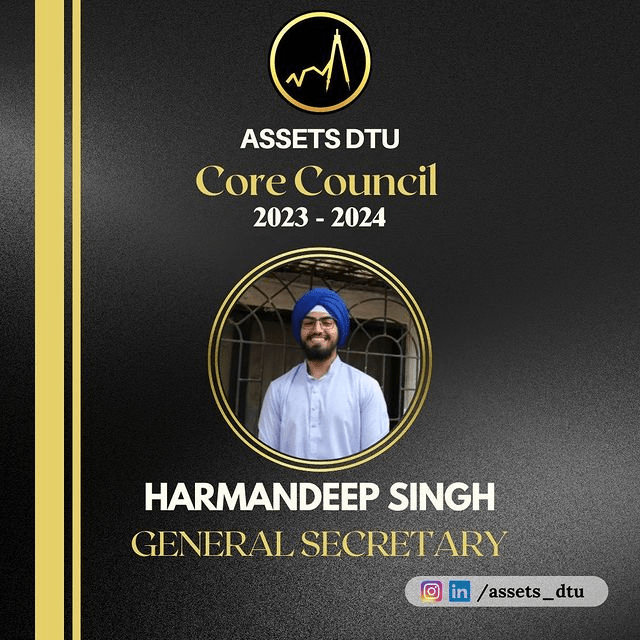 ASSETS DTU
Core Council
2023 - 2024
HARMANDEEP SINGH
GENERAL SECRETARY
/assets_dtu